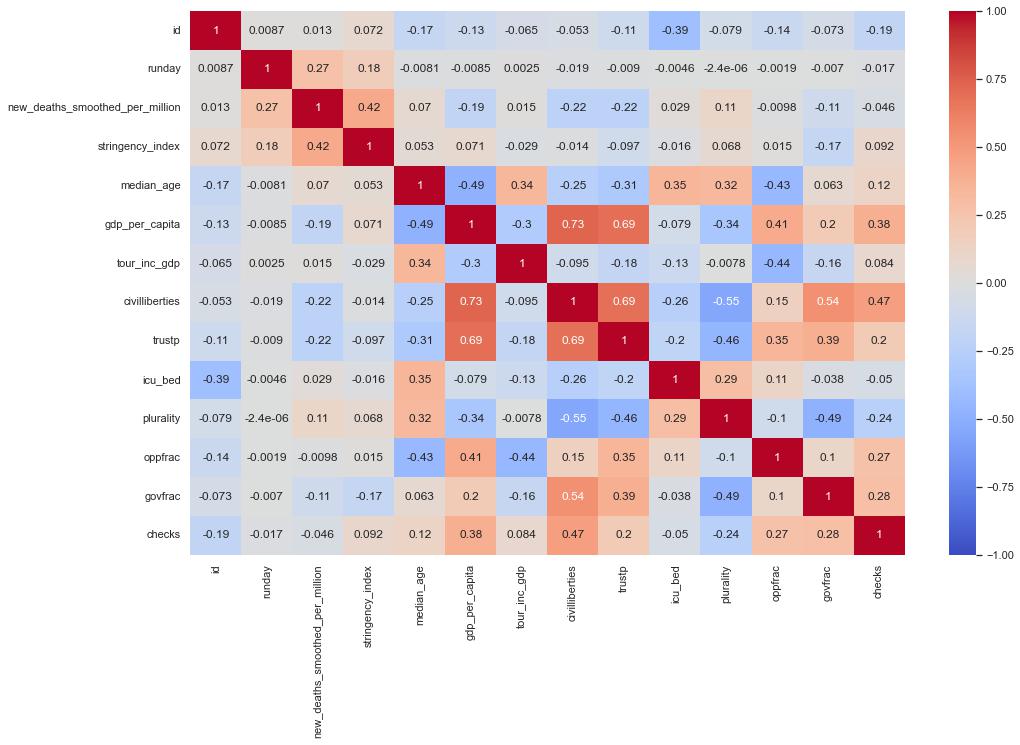 id 1 0.0087 0.013 0.072 -0.17 -0.13 -0.065 -0.053 -0.11 -0.39 -0.079 -0.14 -0.073 -0.19
runday 0.0087 1 0.27 0.18 -0.0081 -0.0085 0.0025 -0.019 -0.009 -0.0046 -2.4e-06 -0.0019 -0.007 -0.017
new_deaths_smoothed_per_million 0.013 0.27 1 0.42 0.07 -0.19 0.015 -0.22 -0.22 0.029 0.11 -0.0098 -0.11 -0.046
stringency_index 0.072 0.18 0.42 1 0.053 0.071 -0.029 -0.014 -0.097 -0.016 0.068 0.015 -0.17 0.092
median_age -0.17 -0.0081 0.07 0.053 1 -0.49 0.34 -0.25 -0.31 0.35 0.32 -0.43 0.063 0.12
gdp_per_capita -0.13 -0.0085 -0.19 0.071 -0.49 1 -0.3 0.73 0.69 -0.079 -0.34 0.41 0.2 0.38
tour_inc_gdp -0.065 0.0025 0.015 -0.029 0.34 -0.3 1 -0.095 -0.18 -0.13 -0.0078 -0.44 -0.16 0.084
civilliberties -0.053 -0.019 -0.22 -0.014 -0.25 0.73 -0.095 1 0.69 -0.26 -0.55 0.15 0.54 0.47
trustp -0.11 -0.009 -0.22 -0.097 -0.31 0.69 -0.18 0.69 1 -0.2 -0.46 0.35 0.39 0.2
icu_bed -0.39 -0.0046 0.029 -0.016 0.35 -0.079 -0.13 -0.26 -0.2 1 0.29 0.11 -0.038 -0.05
plurality -0.079 -2.4e-06 0.11 0.068 0.32 -0.34 -0.0078 -0.55 -0.46 0.29 1 -0.1 -0.49 -0.24
oppfrac -0.14 -0.0019 -0.0098 0.015 -0.43 0.41 -0.44 0.15 0.35 0.11 -0.1 1 0.1 0.27
govfrac -0.073 -0.007 -0.11 -0.17 0.063 0.2 -0.16 0.54 0.39 -0.038 -0.49 0.1 1 0.28
checks -0.19 -0.017 -0.046 0.092 0.12 0.38 0.084 0.47 0.2 -0.05 -0.24 0.27 0.28 1
id
runday
new_deaths_smoothed_per_million
stringency_index
median_age
gdp_per_capita
tour_inc_gdp
civilliberties
trustp
icu_bed
plurality
oppfrac
govfrac
checks
1.00
0.75
0.50
0.25
0.00
−0.25
−0.50
−0.75
−1.00